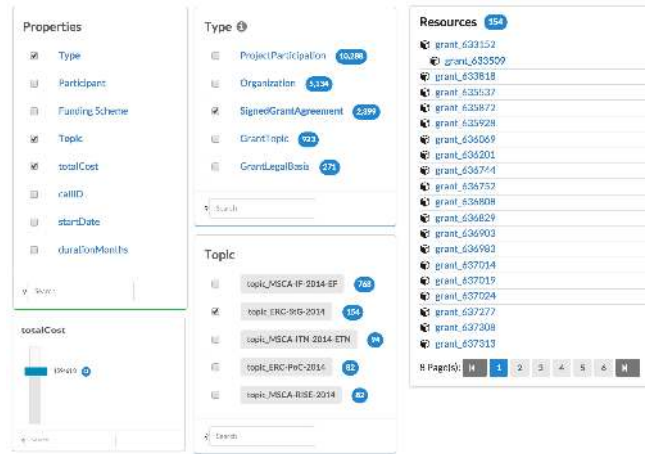 Properties
Type
Participant
Funding Scheme
Topic
totalCost
callID
startDate
durationMonths
Search
totalCost
Search
Type
ProjectParticipation 10,288
Organization 5,134
SignedGrantAgreement 2,399
GrantTopic 923
GrantLegalBasis 271
Search
Topic
topic_MSCA-IF-2014-EF 768
topic_ERC-StG-2014 154
topic_MSCA-ITN-2014-ETN 94
topic_ERC-PoC-2014 82
topic_MSCA-RISE-2014 82
Search
Resources 154
grant_633152
grant_633509
grant_633818
grant_635537
grant_635872
grant_635928
grant_636069
grant_636201
grant_636744
grant_636752
grant_636808
grant_636829
grant_636903
grant_636983
grant_637014
grant_637019
grant_637024
grant_637277
grant_637308
grant_637313
8 Page(s): 1 2 3 4 5 6